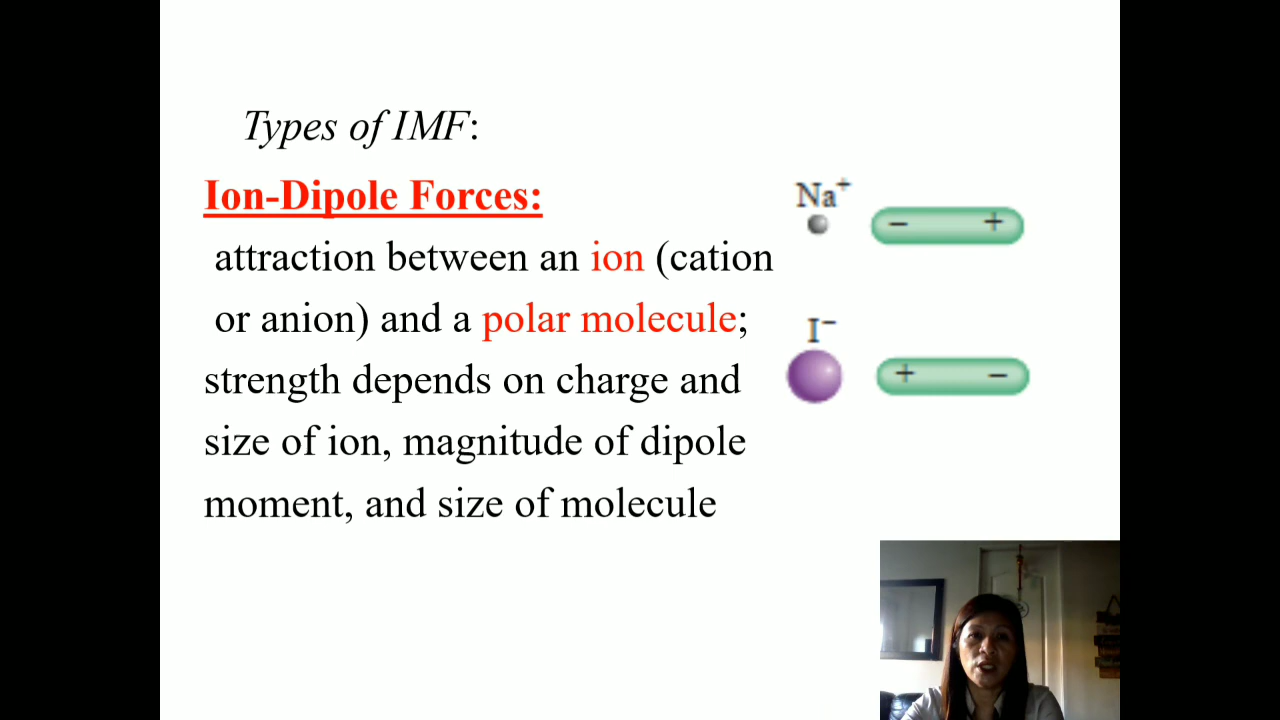 Types of IMF:
Ion-Dipole Forces:
attraction between an ion (cation
or anion) and a polar molecule;
strength depends on charge and
size of ion, magnitude of dipole
moment, and size of molecule
Na⁺
− +
I⁻
+ −